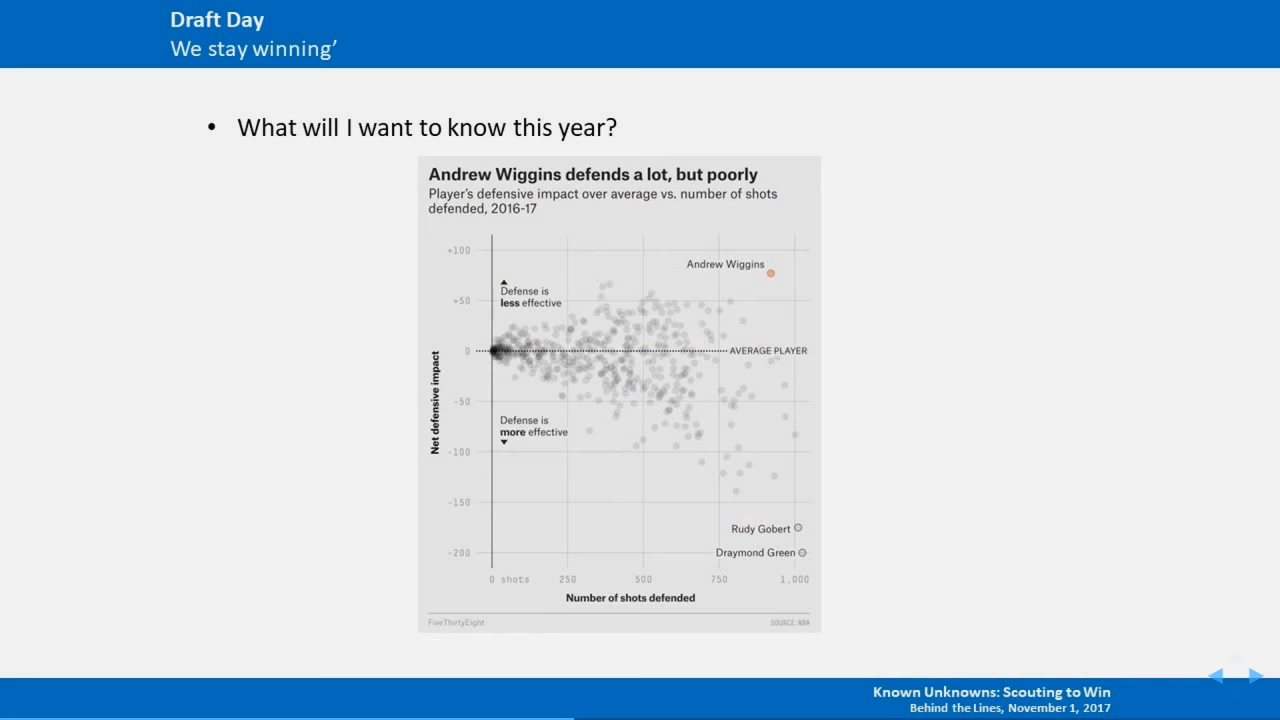 Draft Day
We stay winning’
• What will I want to know this year?
Andrew Wiggins defends a lot, but poorly
Player’s defensive impact over average vs. number of shots
defended, 2016-17
+100
Andrew Wiggins
Defense is
less effective
+50
0
AVERAGE PLAYER
Net defensive impact
-50
Defense is
more effective
-100
-150
Rudy Gobert
-200
Draymond Green
0 shots 250 500 750 1,000
Number of shots defended
FiveThirtyEight
SOURCE: NBA
Known Unknowns: Scouting to Win
Behind the Lines, November 1, 2017